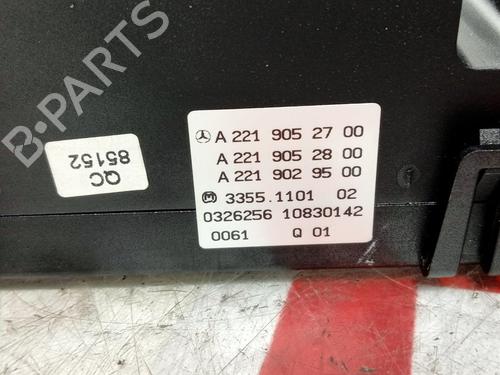 B-PARTS
A 221 905 27 00
A 221 905 28 00
A 221 902 95 00
3355.1101 02
0326256 10830142
0061 Q 01
QC
85152